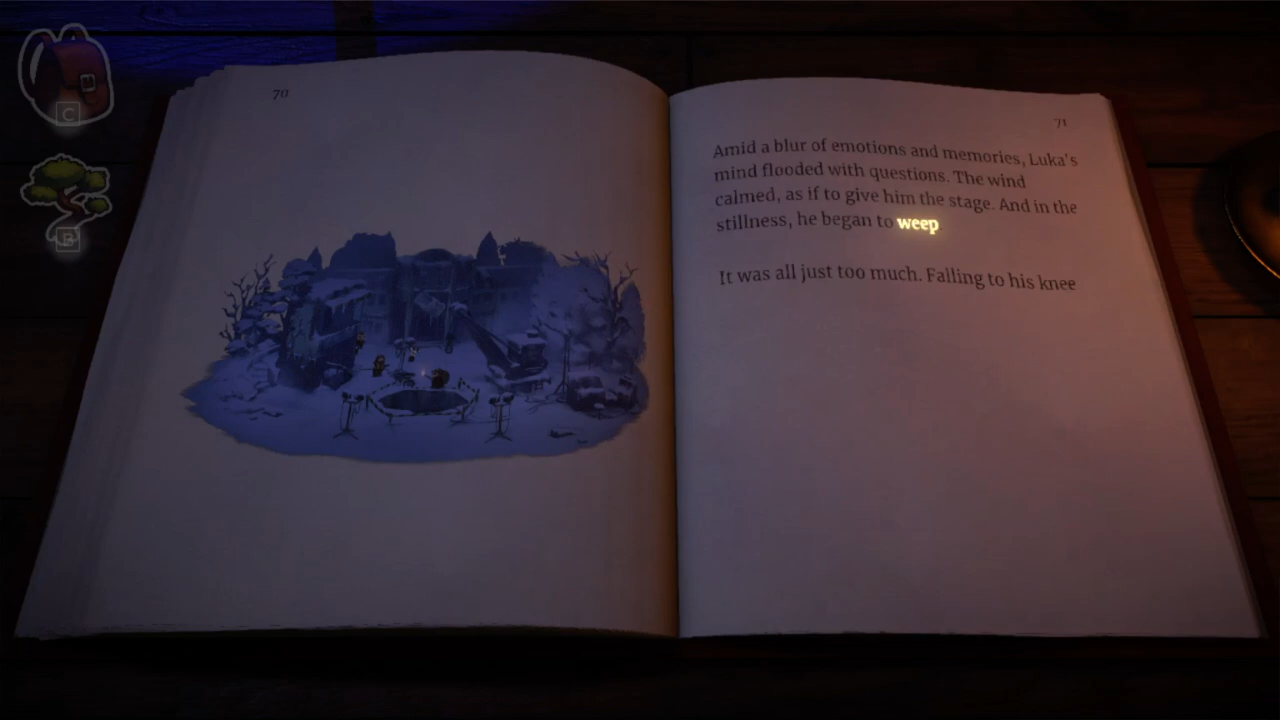 C
B
70
71
Amid a blur of emotions and memories, Luka's
mind flooded with questions. The wind
calmed, as if to give him the stage. And in the
stillness, he began to weep.
It was all just too much. Falling to his knee